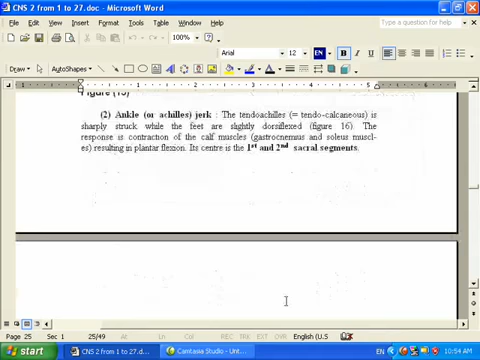 CNS 2 from 1 to 27.doc - Microsoft Word
File Edit View Insert Format Tools Table Window Help
Type a question for help
100%
Arial 12 EN B
Draw AutoShapes
Figure (15)
(2) Ankle (or achilles) jerk : The tendoachilles (= tendo-calcaneous) is
sharply struck while the feet are slightly dorsiflexed (figure 16). The
response is contraction of the calf muscles (gastrocnemus and soleus muscl-
es) resulting in plantar flexion. Its centre is the 1st and 2nd sacral segments.
Page 25 Sec 1 25/49 At Ln Col REC TRK EXT OVR English (U.S
start CNS 2 from 1 to 27.d... Camtasia Studio - Unt... EN 10:54 AM